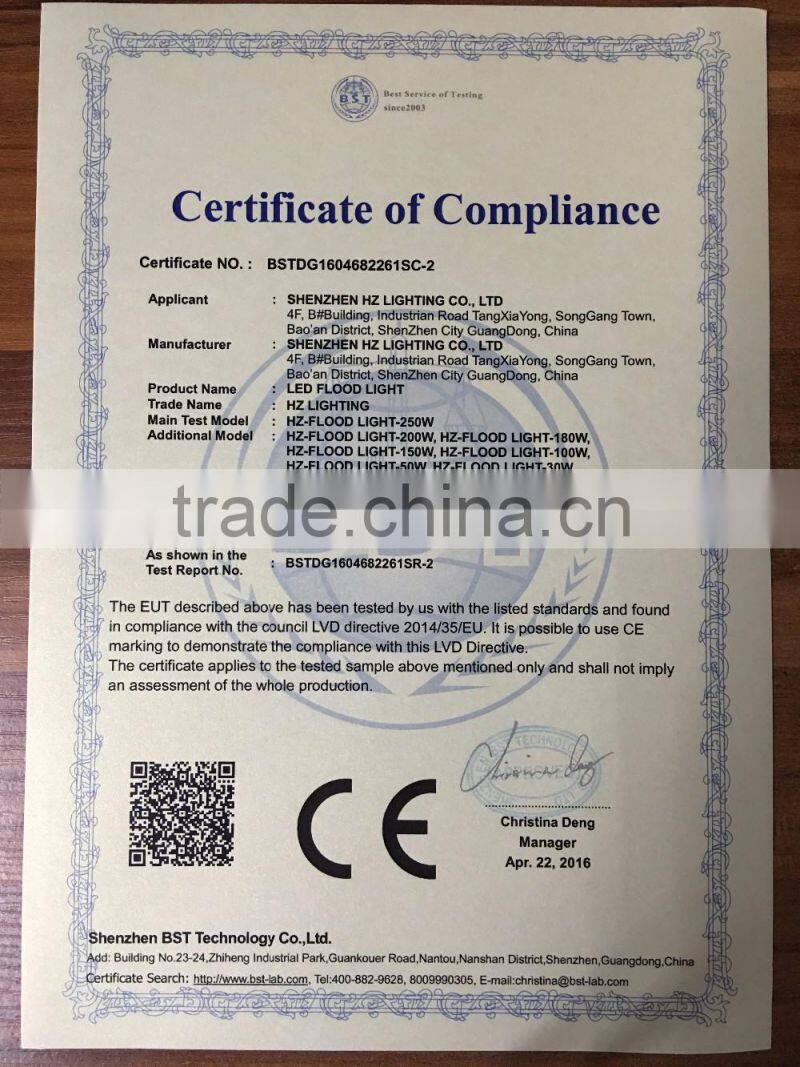 B.S.T
Best Service of Testing
since2003
Certificate of Compliance
Certificate NO. : BSTDG1604682261SC-2
Applicant : SHENZHEN HZ LIGHTING CO., LTD
4F, B#Building, Industrian Road TangXiaYong, SongGang Town,
Bao'an District, ShenZhen City GuangDong, China
Manufacturer : SHENZHEN HZ LIGHTING CO., LTD
4F, B#Building, Industrian Road TangXiaYong, SongGang Town,
Bao'an District, ShenZhen City GuangDong, China
Product Name : LED FLOOD LIGHT
Trade Name : HZ LIGHTING
Main Test Model : HZ-FLOOD LIGHT-250W
Additional Model : HZ-FLOOD LIGHT-200W, HZ-FLOOD LIGHT-180W,
HZ-FLOOD LIGHT-150W, HZ-FLOOD LIGHT-100W,
HZ-FLOOD LIGHT-50W, HZ-FLOOD LIGHT-30W
trade.china.cn
As shown in the
Test Report No. : BSTDG1604682261SR-2
The EUT described above has been tested by us with the listed standards and found
in compliance with the council LVD directive 2014/35/EU. It is possible to use CE
marking to demonstrate the compliance with this LVD Directive.
The certificate applies to the tested sample above mentioned only and shall not imply
an assessment of the whole production.
CE
Christina Deng
Manager
Apr. 22, 2016
Shenzhen BST Technology Co.,Ltd.
Add: Building No.23-24,Zhiheng Industrial Park,Guankouer Road,Nantou,Nanshan District,Shenzhen,Guangdong,China
Certificate Search: http://www.bst-lab.com, Tel:400-882-9628, 8009990305, E-mail:christina@bst-lab.com